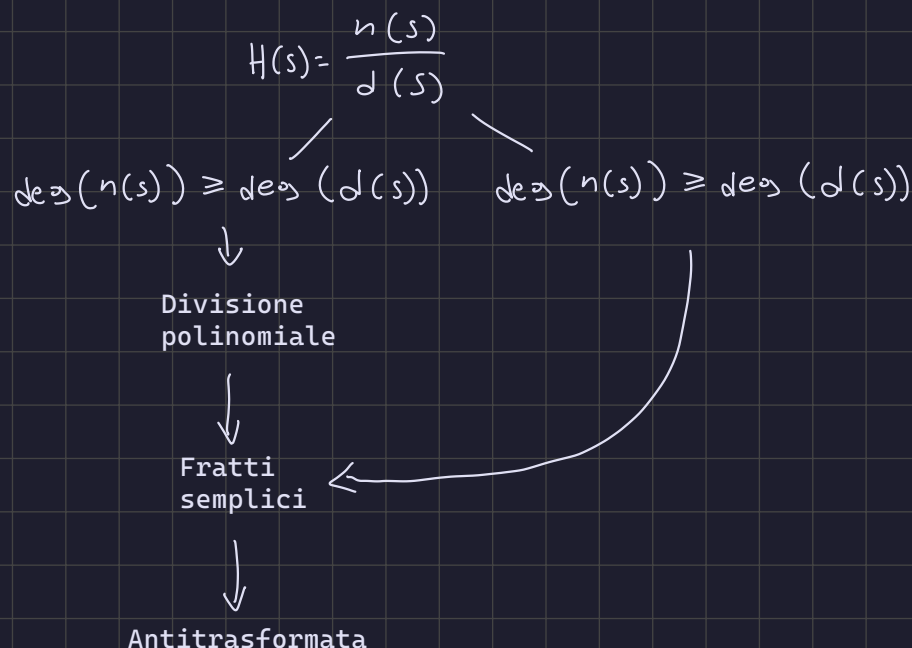 H(s)= n(s)
d(s)
deg(n(s)) ≥ deg (d(s))
deg(n(s)) ≥ deg (d(s))
Divisione
polinomiale
Fratti
semplici
Antitrasformata